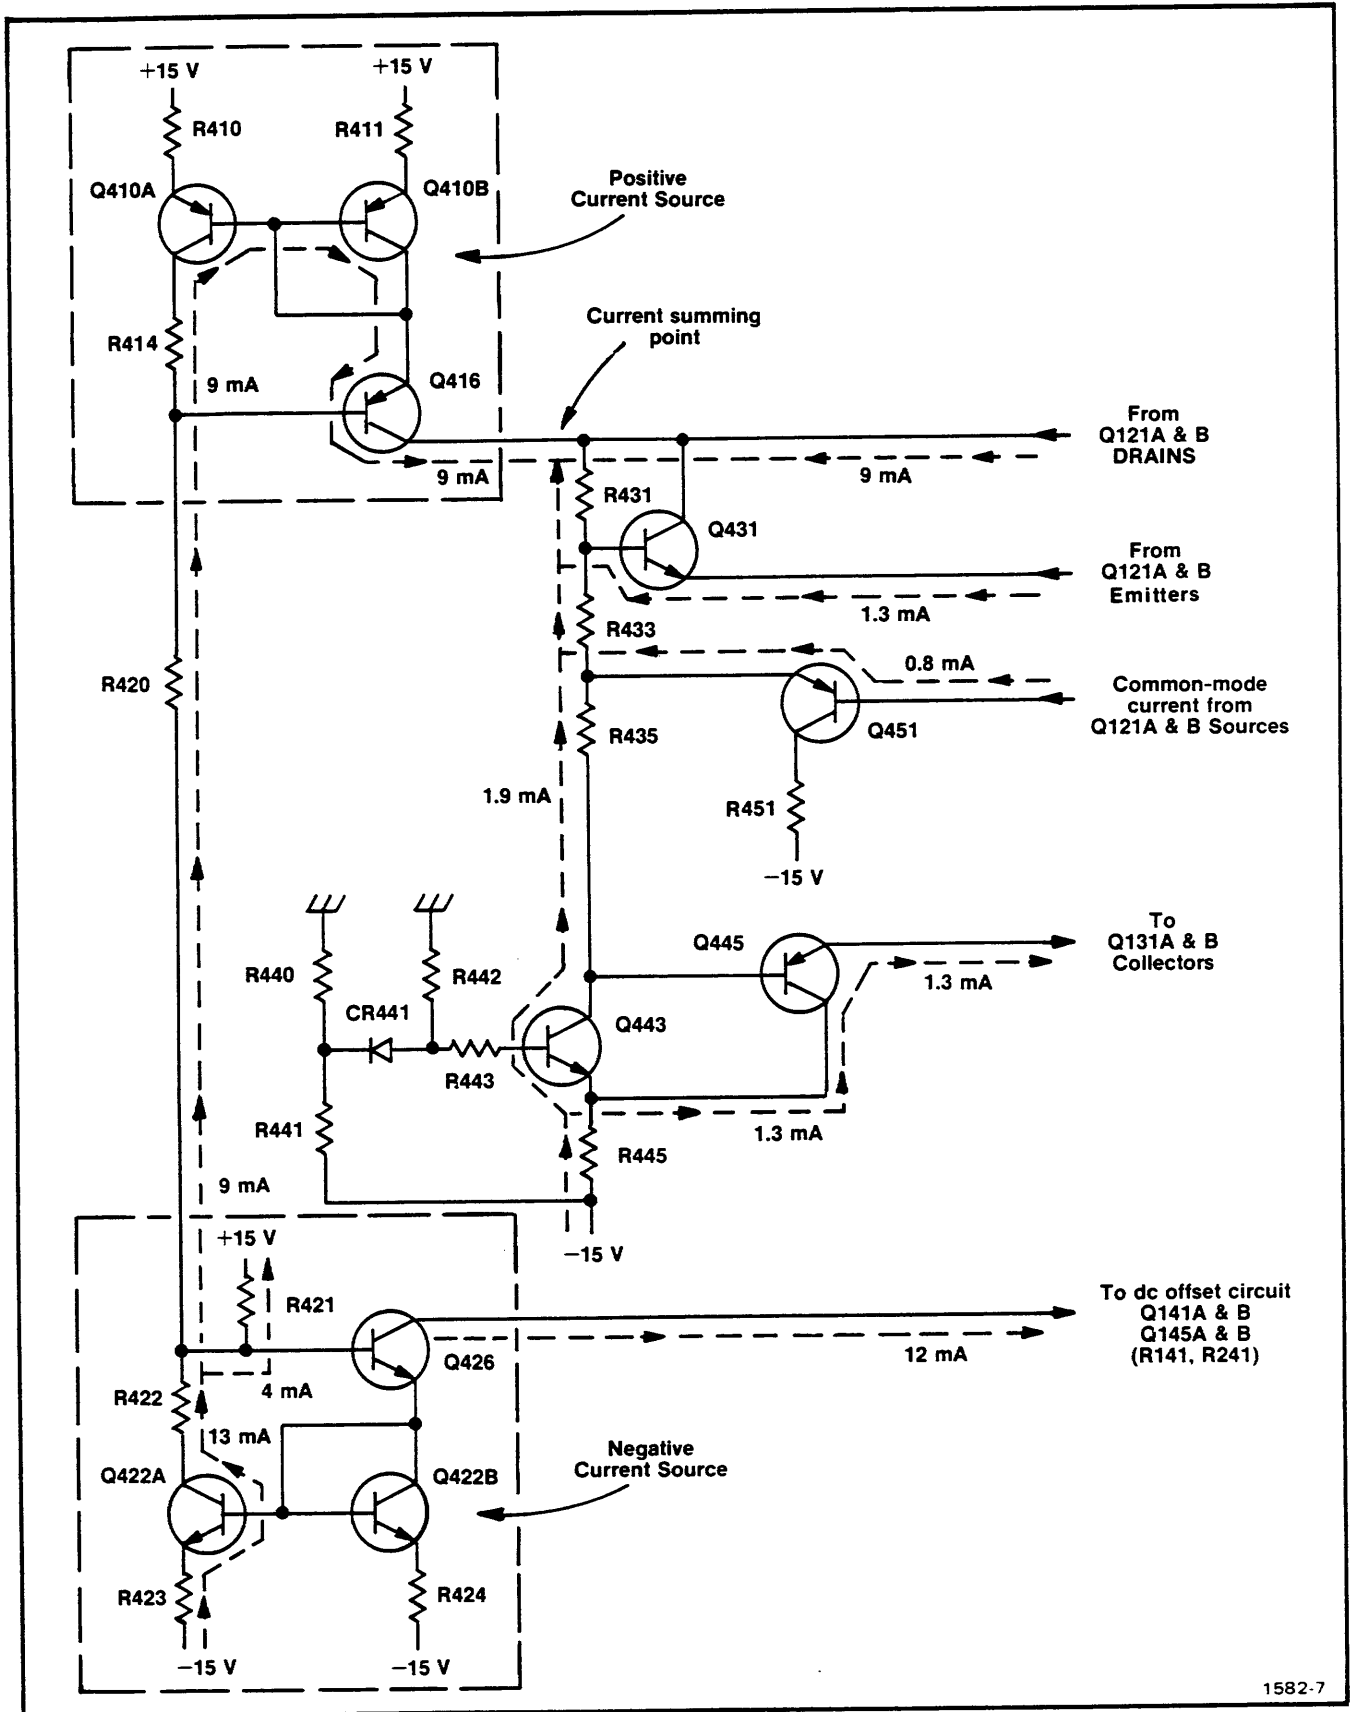 +15 V
+15 V
R410
R411
Q410A
Q410B
Positive
Current Source
R414
9 mA
Q416
Current summing
point
9 mA
From
Q121A & B
DRAINS
9 mA
R431
Q431
From
Q121A & B
Emitters
1.3 mA
R433
0.8 mA
Common-mode
current from
Q121A & B Sources
R420
R435
Q451
1.9 mA
R451
−15 V
R440
R442
CR441
R443
Q443
Q445
To
Q131A & B
Collectors
1.3 mA
R441
1.3 mA
R445
9 mA
−15 V
+15 V
R421
Q426
To dc offset circuit
Q141A & B
Q145A & B
(R141, R241)
12 mA
R422
4 mA
13 mA
Q422A
Q422B
Negative
Current Source
R423
R424
−15 V
−15 V
1582-7